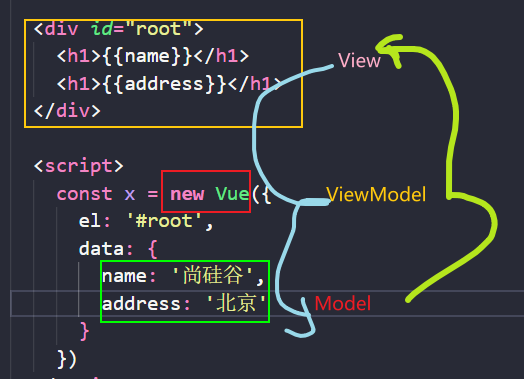 <div id="root">
<h1>{{name}}</h1>
<h1>{{address}}</h1>
View
</div>
<script>
const x = new Vue({
ViewModel
el: '#root',
data: {
name: '尚硅谷',
address: '北京'
Model
}
})